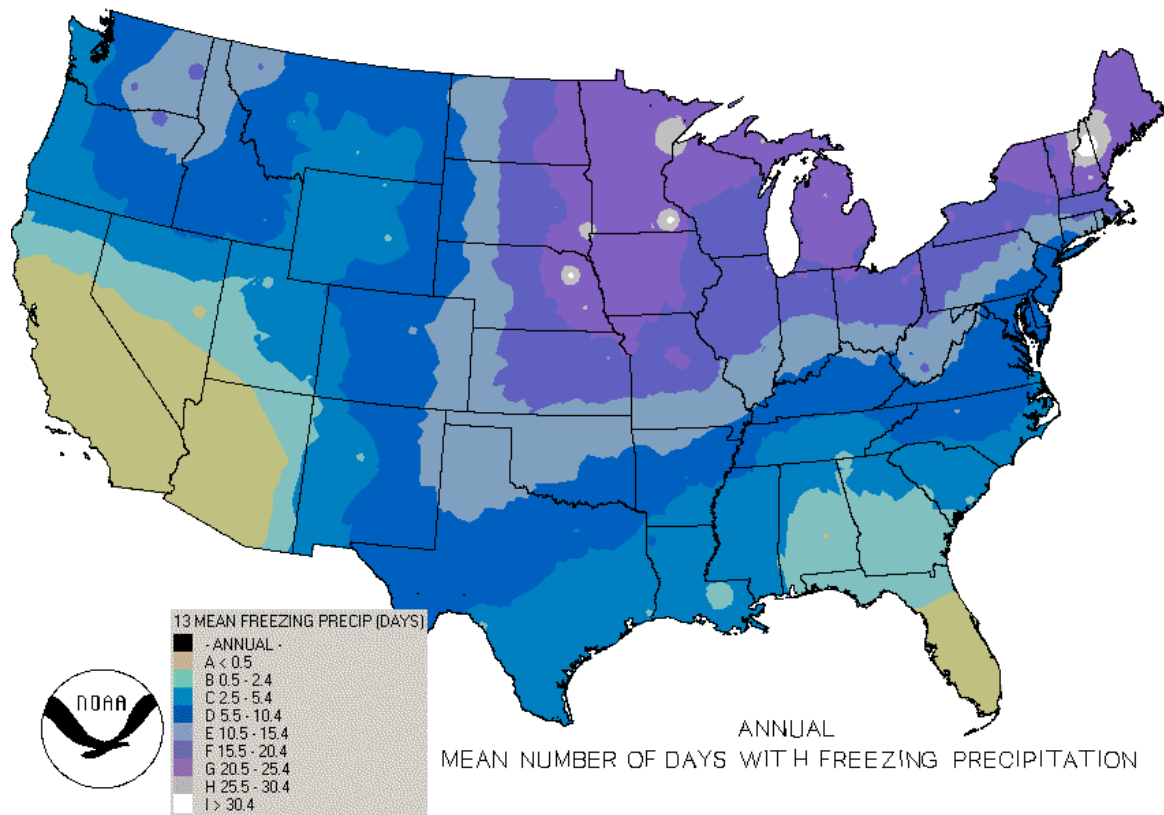 13 MEAN FREEZING PRECIP (DAYS)
- ANNUAL -
A < 0.5
B 0.5 - 2.4
C 2.5 - 5.4
D 5.5 - 10.4
E 10.5 - 15.4
F 15.5 - 20.4
G 20.5 - 25.4
H 25.5 - 30.4
I > 30.4
NOAA
ANNUAL
MEAN NUMBER OF DAYS WITH FREEZING PRECIPITATION